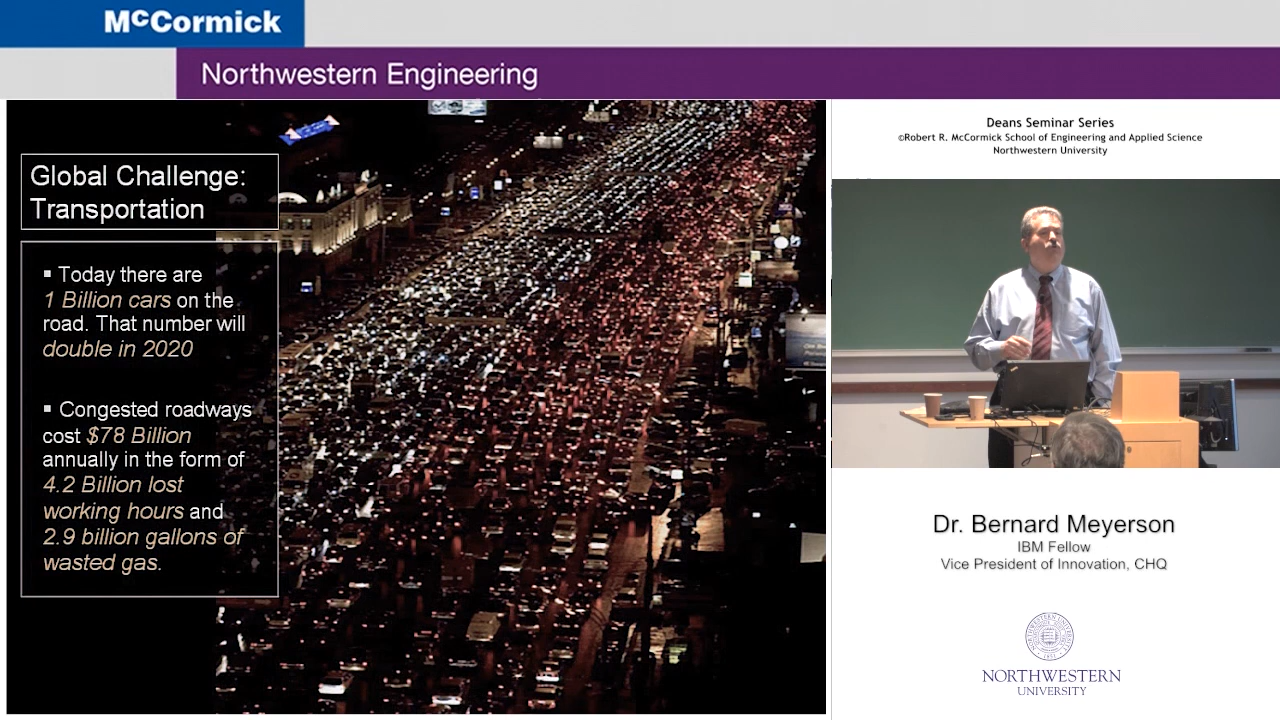 McCormick
Northwestern Engineering
Global Challenge:
Transportation
▪ Today there are
1 Billion cars on the
road. That number will
double in 2020
▪ Congested roadways
cost $78 Billion
annually in the form of
4.2 Billion lost
working hours and
2.9 billion gallons of
wasted gas.
Deans Seminar Series
©Robert R. McCormick School of Engineering and Applied Science
Northwestern University
Dr. Bernard Meyerson
IBM Fellow
Vice President of Innovation, CHQ
NORTHWESTERN
UNIVERSITY